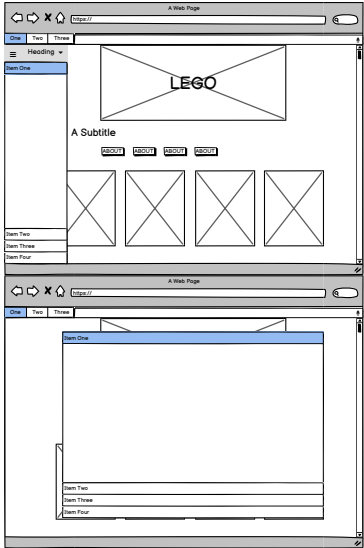 A Web Page
https://
One Two Three
Heading
Item One
LEGO
A Subtitle
ABOUT ABOUT ABOUT ABOUT
Item Two
Item Three
Item Four
A Web Page
https://
One Two Three
Item One
Item Two
Item Three
Item Four